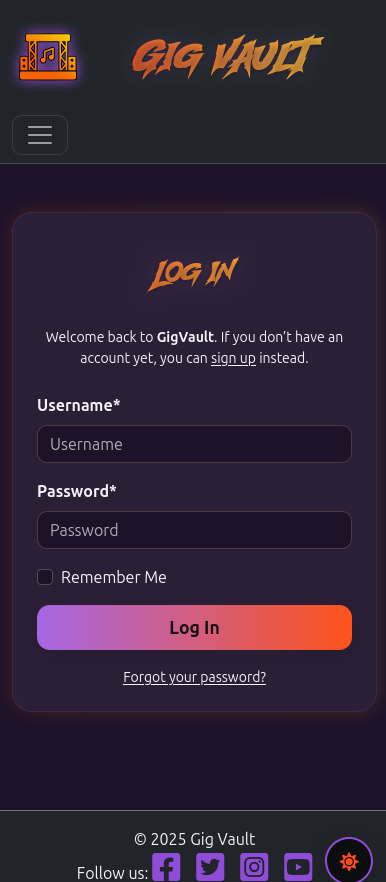 Gig Vault
Log In
Welcome back to GigVault. If you don’t have an
account yet, you can sign up instead.
Username*
Username
Password*
Password
Remember Me
Log In
Forgot your password?
© 2025 Gig Vault
Follow us: